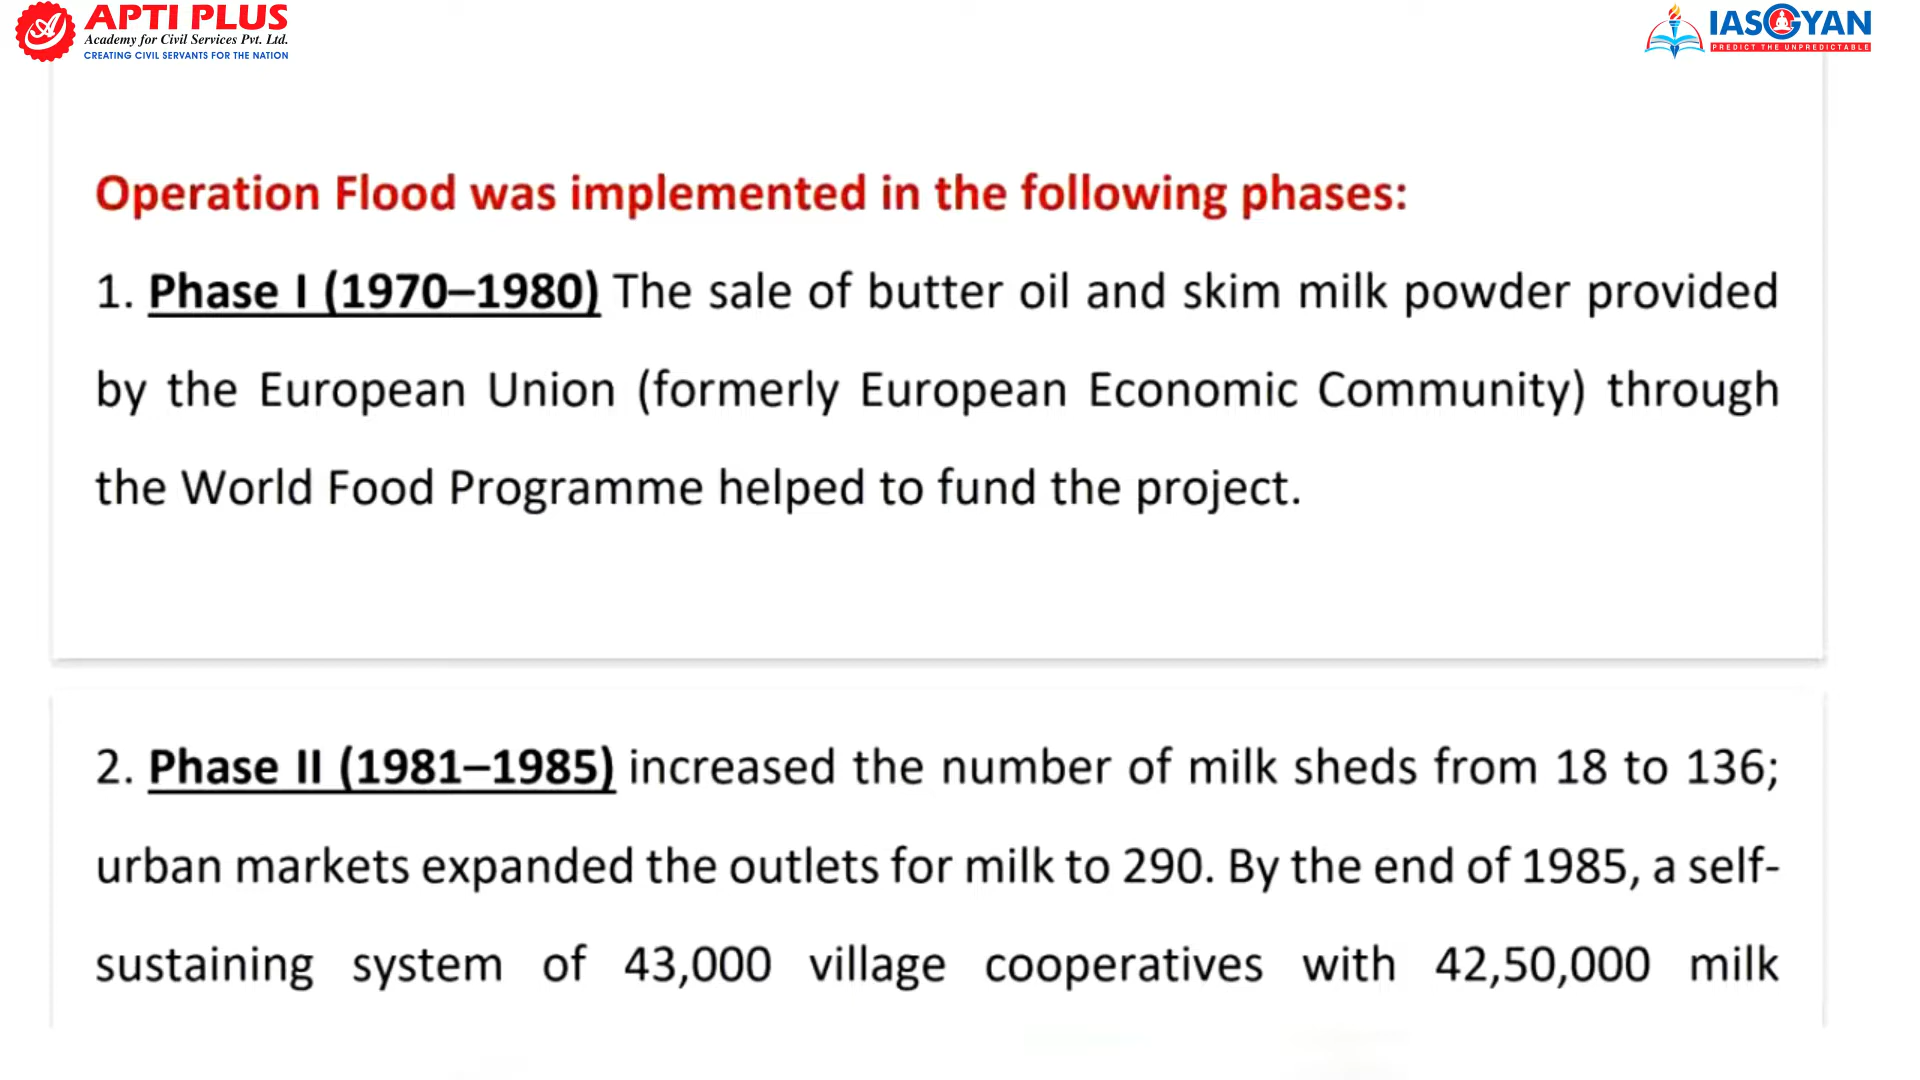 APTI PLUS
Academy for Civil Services Pvt. Ltd.
CREATING CIVIL SERVANTS FOR THE NATION
IASGYAN
PREDICT THE UNPREDICTABLE
Operation Flood was implemented in the following phases:
1. Phase I (1970–1980) The sale of butter oil and skim milk powder provided
by the European Union (formerly European Economic Community) through
the World Food Programme helped to fund the project.
2. Phase II (1981–1985) increased the number of milk sheds from 18 to 136;
urban markets expanded the outlets for milk to 290. By the end of 1985, a self-
sustaining system of 43,000 village cooperatives with 42,50,000 milk